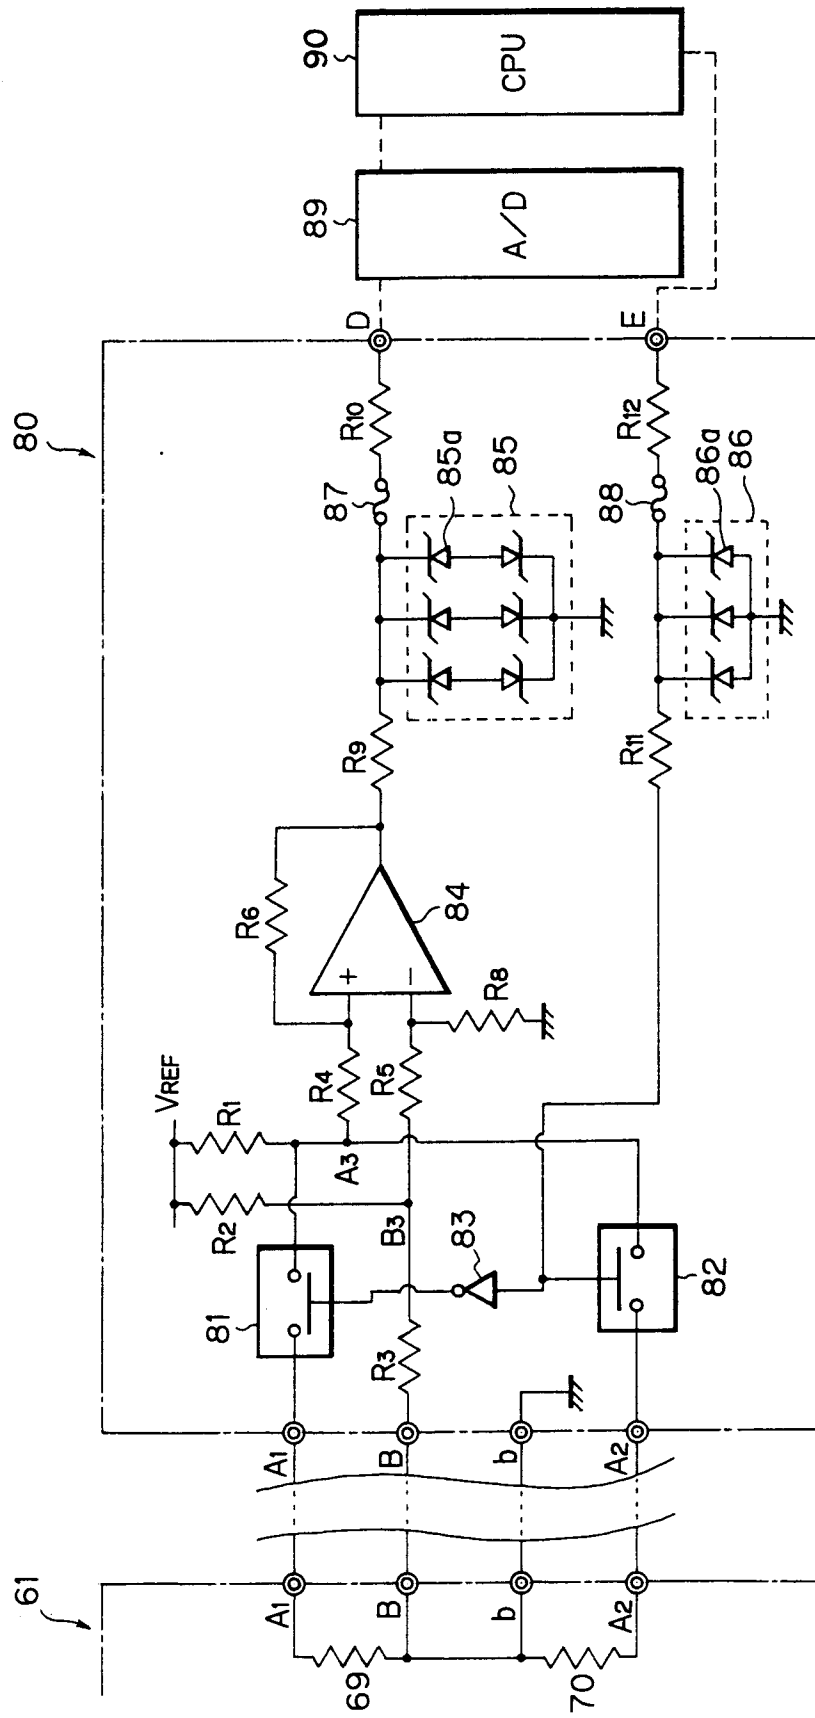 61
80
A1
B
b
A2
69
70
A1
B
b
A2
VREF
R1
R2
81
R3
B3
A3
83
82
R4
R5
R6
+
−
84
R8
R9
87
R10
D
85a
85
R11
88
R12
E
86a
86
89
A/D
90
CPU